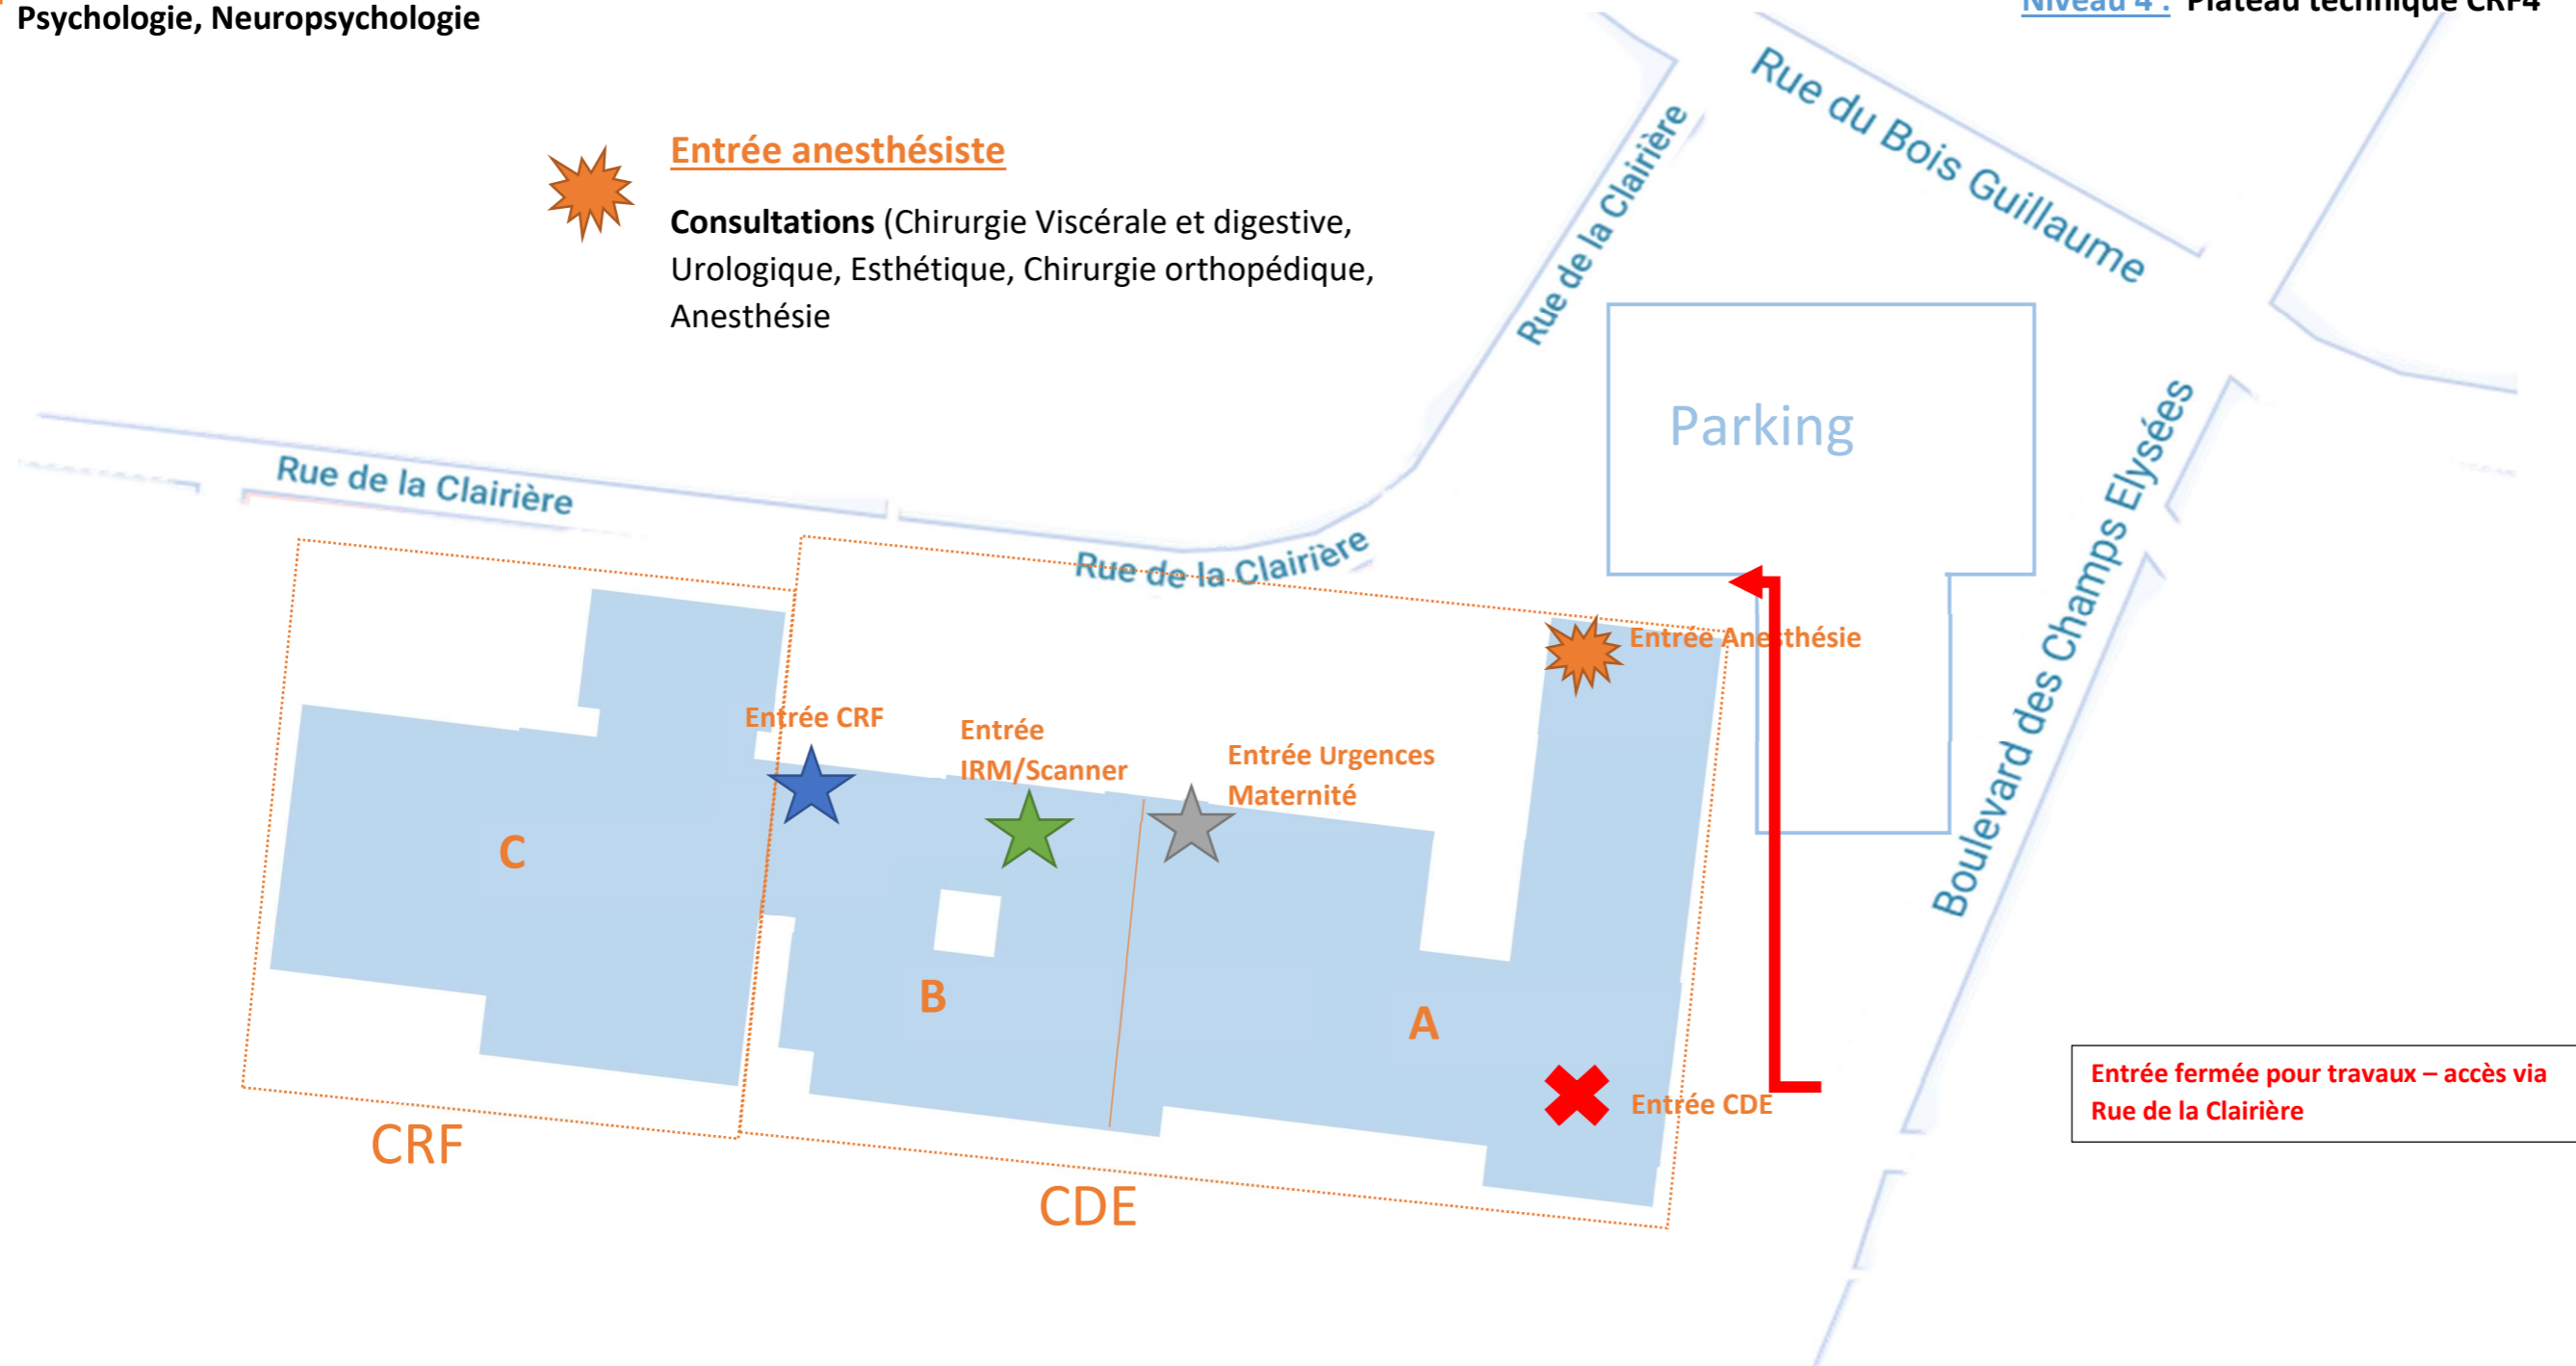 Psychologie, Neuropsychologie
Niveau 4 : Plateau technique CRF4
Rue du Bois Guillaume
Entrée anesthésiste
Consultations (Chirurgie Viscérale et digestive,
Urologique, Esthétique, Chirurgie orthopédique,
Anesthésie
Rue de la Clairière
Parking
Boulevard des Champs Elysées
Rue de la Clairière
Rue de la Clairière
Entrée Anesthésie
Entrée CRF
Entrée
IRM/Scanner
Entrée Urgences
Maternité
C
B
A
Entrée CDE
Entrée fermée pour travaux – accès via
Rue de la Clairière
CRF
CDE